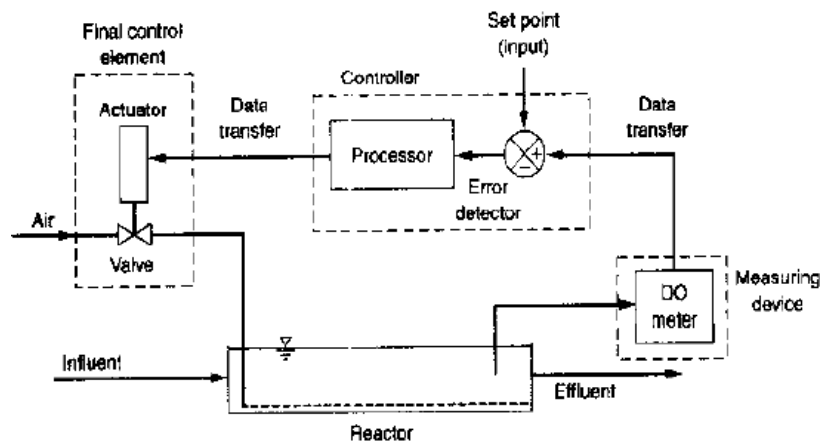 Final control
element
Set point
(input)
Controller
Actuator
Data
transfer
Data
transfer
Processor
+
−
Error
detector
Air
Valve
DO
meter
Measuring
device
Influent
Effluent
Reactor